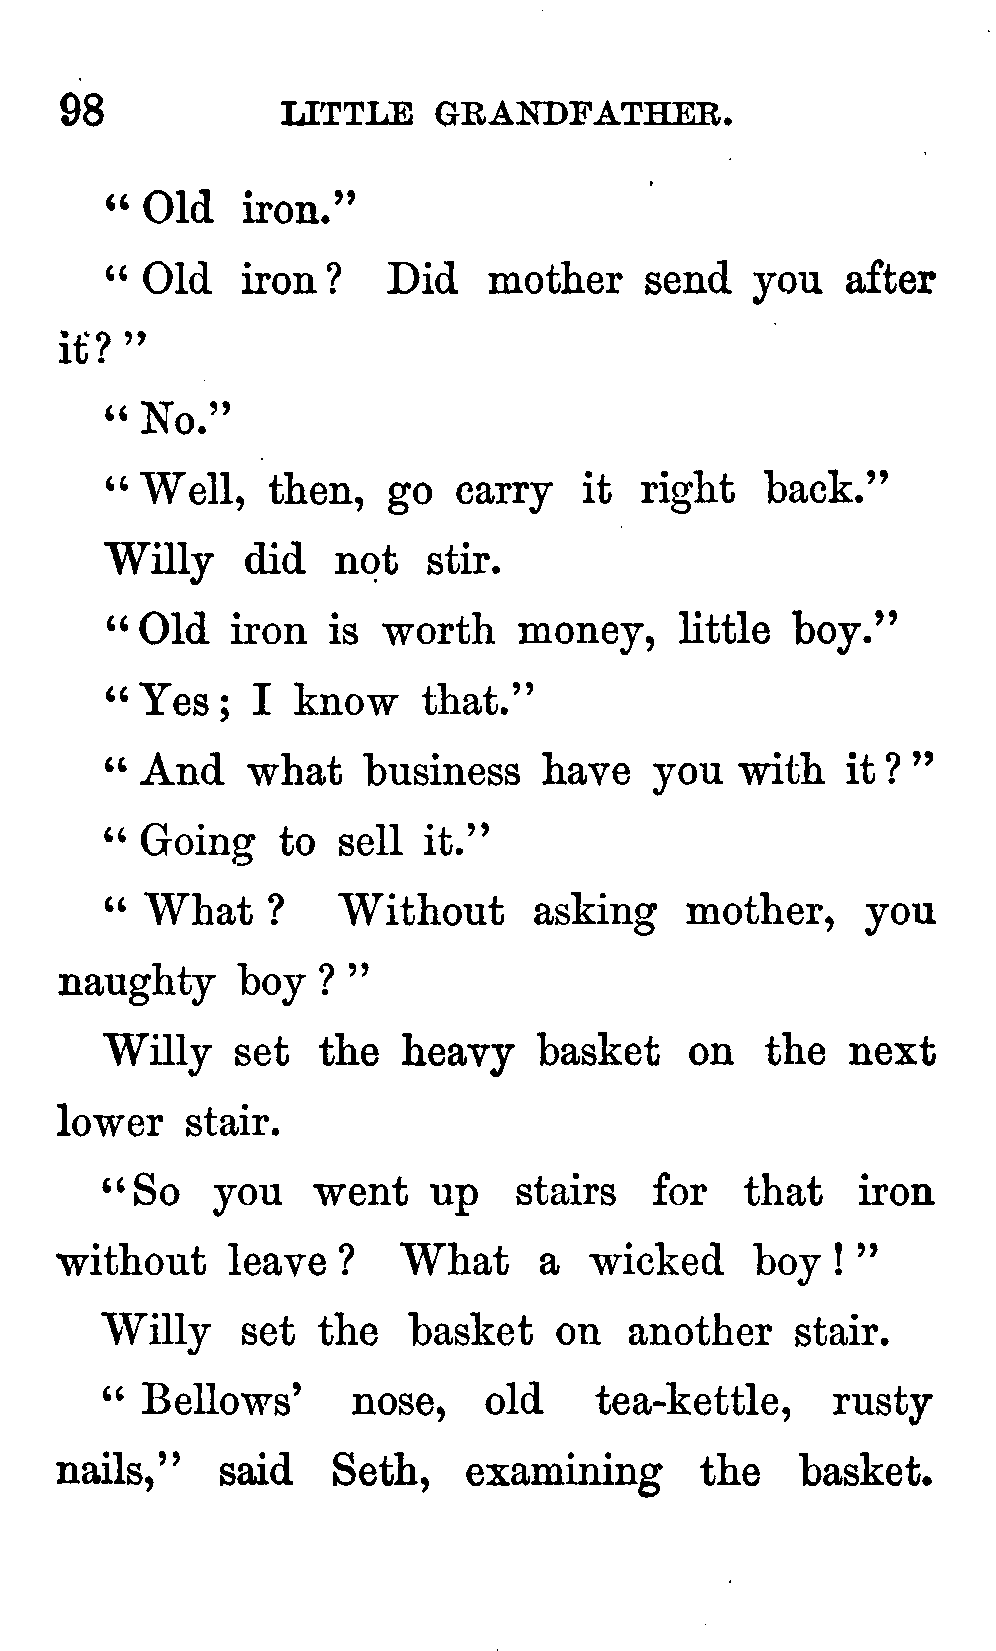 98 LITTLE GRANDFATHER.
“Old iron.”
“Old iron? Did mother send you after
it?”
“No.”
“Well, then, go carry it right back.”
Willy did not stir.
“Old iron is worth money, little boy.”
“Yes; I know that.”
“And what business have you with it?”
“Going to sell it.”
“What? Without asking mother, you
naughty boy?”
Willy set the heavy basket on the next
lower stair.
“So you went up stairs for that iron
without leave? What a wicked boy!”
Willy set the basket on another stair.
“Bellows’ nose, old tea-kettle, rusty
nails,” said Seth, examining the basket.